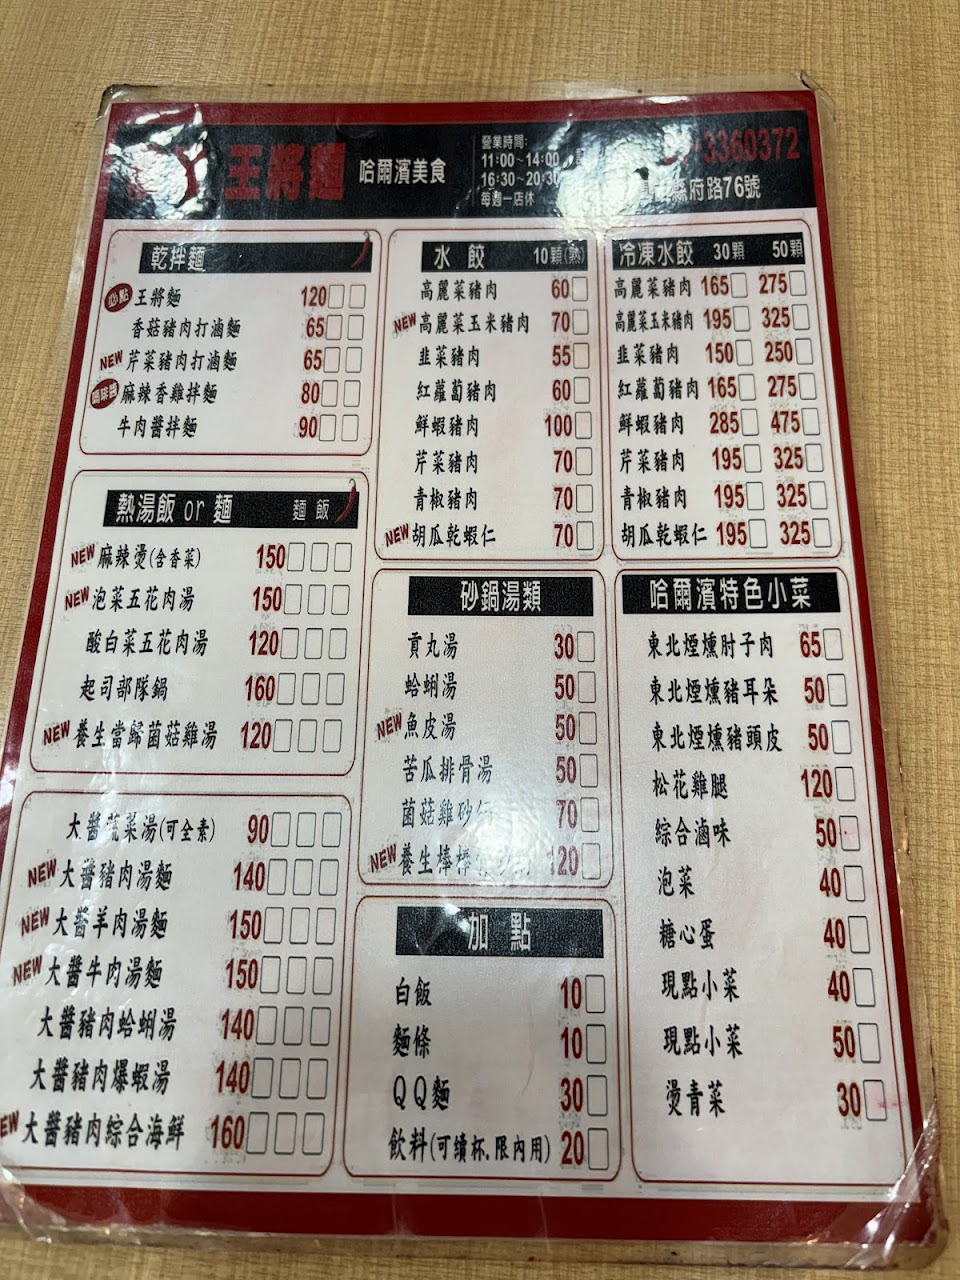 丫 王將麵 哈爾濱美食
營業時間:
11:00~14:00
16:30~20:30
每週一店休
3360372
縣府路76號
乾拌麵
必點 王將麵 120
香菇豬肉打滷麵 65
NEW 芹菜豬肉打滷麵 65
麻辣香雞拌麵 80
牛肉醬拌麵 90
熱湯飯 or 麵 麵 飯
NEW 麻辣燙(含香菜) 150
NEW 泡菜五花肉湯 150
酸白菜五花肉湯 120
起司部隊鍋 160
NEW 養生當歸菌菇雞湯 120
大醬蔬菜湯(可全素) 90
NEW 大醬豬肉湯麵 140
NEW 大醬羊肉湯麵 150
NEW 大醬牛肉湯麵 150
大醬豬肉蛤蜊湯 140
大醬豬肉爆蝦湯 140
NEW 大醬豬肉綜合海鮮 160
水餃 10顆(熟)
高麗菜豬肉 60
NEW 高麗菜玉米豬肉 70
韭菜豬肉 55
紅蘿蔔豬肉 60
鮮蝦豬肉 100
芹菜豬肉 70
青椒豬肉 70
NEW 胡瓜乾蝦仁 70
砂鍋湯類
貢丸湯 30
蛤蜊湯 50
NEW 魚皮湯 50
苦瓜排骨湯 50
菌菇雞砂 70
NEW 養生棒棒 120
加點
白飯 10
麵條 10
QQ麵 30
飲料(可續杯.限內用) 20
冷凍水餃 30顆 50顆
高麗菜豬肉 165 275
高麗菜玉米豬肉 195 325
韭菜豬肉 150 250
紅蘿蔔豬肉 165 275
鮮蝦豬肉 285 475
芹菜豬肉 195 325
青椒豬肉 195 325
胡瓜乾蝦仁 195 325
哈爾濱特色小菜
東北煙燻肘子肉 65
東北煙燻豬耳朵 50
東北煙燻豬頭皮 50
松花雞腿 120
綜合滷味 50
泡菜 40
糖心蛋 40
現點小菜 40
現點小菜 50
燙青菜 30